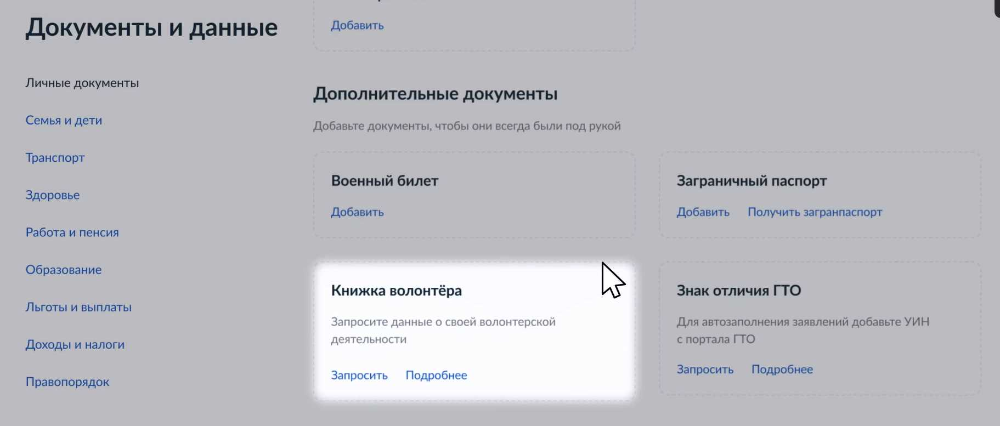 Документы и данные
Личные документы
Семья и дети
Транспорт
Здоровье
Работа и пенсия
Образование
Льготы и выплаты
Доходы и налоги
Правопорядок
Добавить
Дополнительные документы
Добавьте документы, чтобы они всегда были под рукой
Военный билет
Добавить
Заграничный паспорт
Добавить Получить загранпаспорт
Книжка волонтёра
Запросите данные о своей волонтерской
деятельности
Запросить Подробнее
Знак отличия ГТО
Для автозаполнения заявлений добавьте УИН
с портала ГТО
Запросить Подробнее